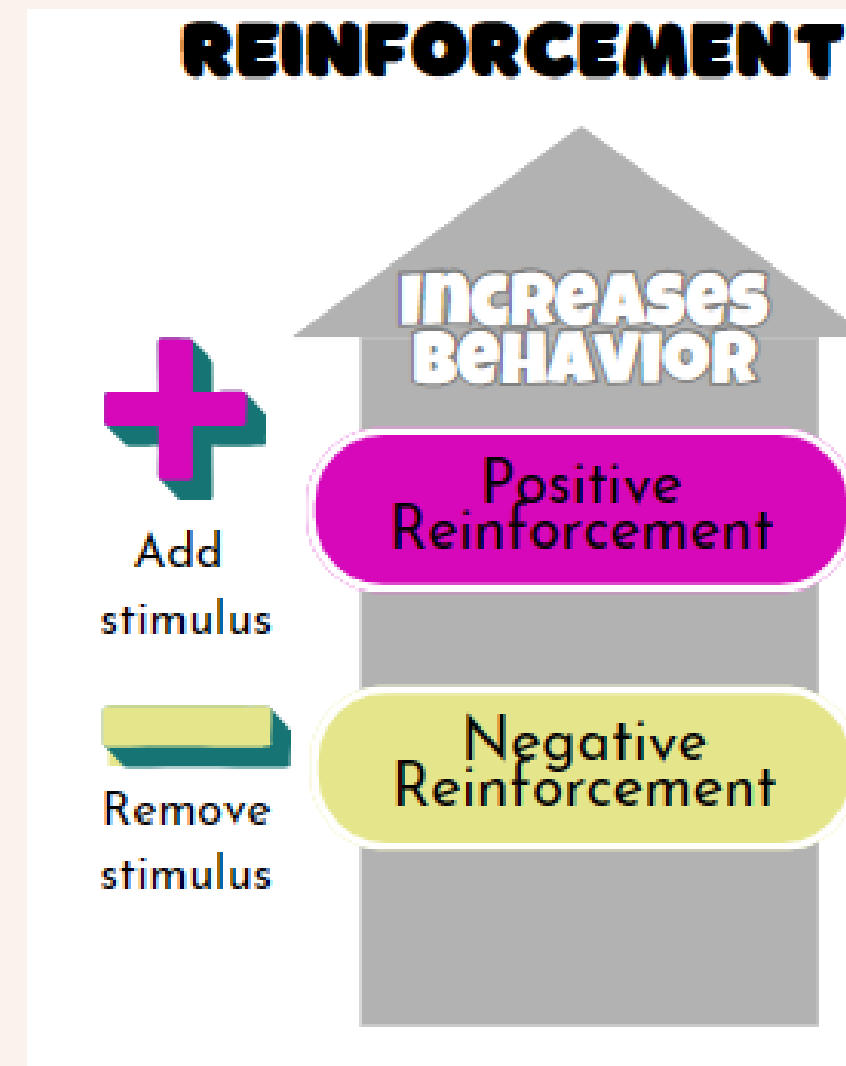 REINFORCEMENT
INCREASES
BEHAVIOR
Positive
Reinforcement
Add
stimulus
Negative
Reinforcement
Remove
stimulus